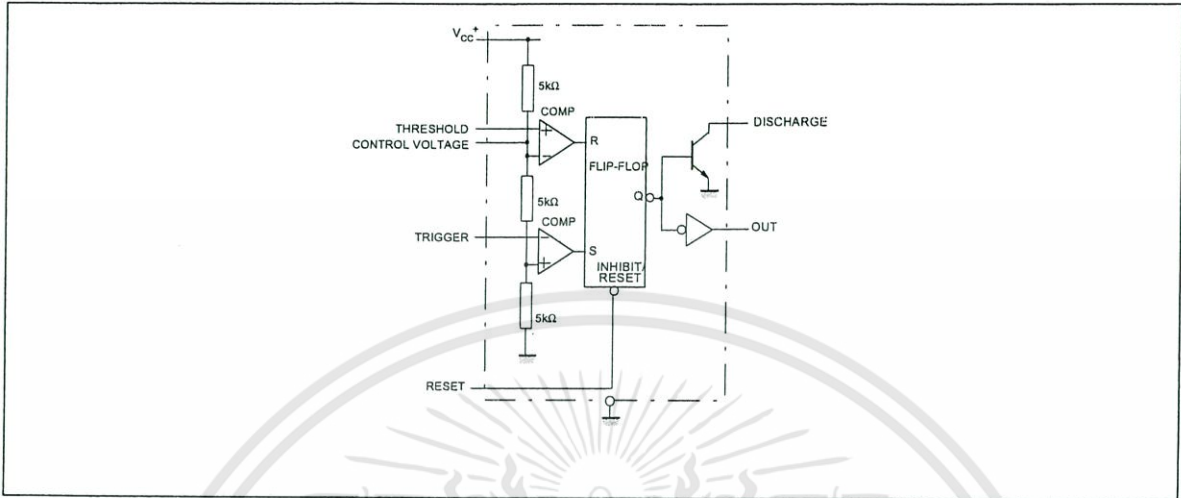 Vcc+
5kΩ
COMP
THRESHOLD
CONTROL VOLTAGE
R
FLIP-FLOP
DISCHARGE
5kΩ
Q
COMP
TRIGGER
S
OUT
INHIBIT/
RESET
5kΩ
RESET